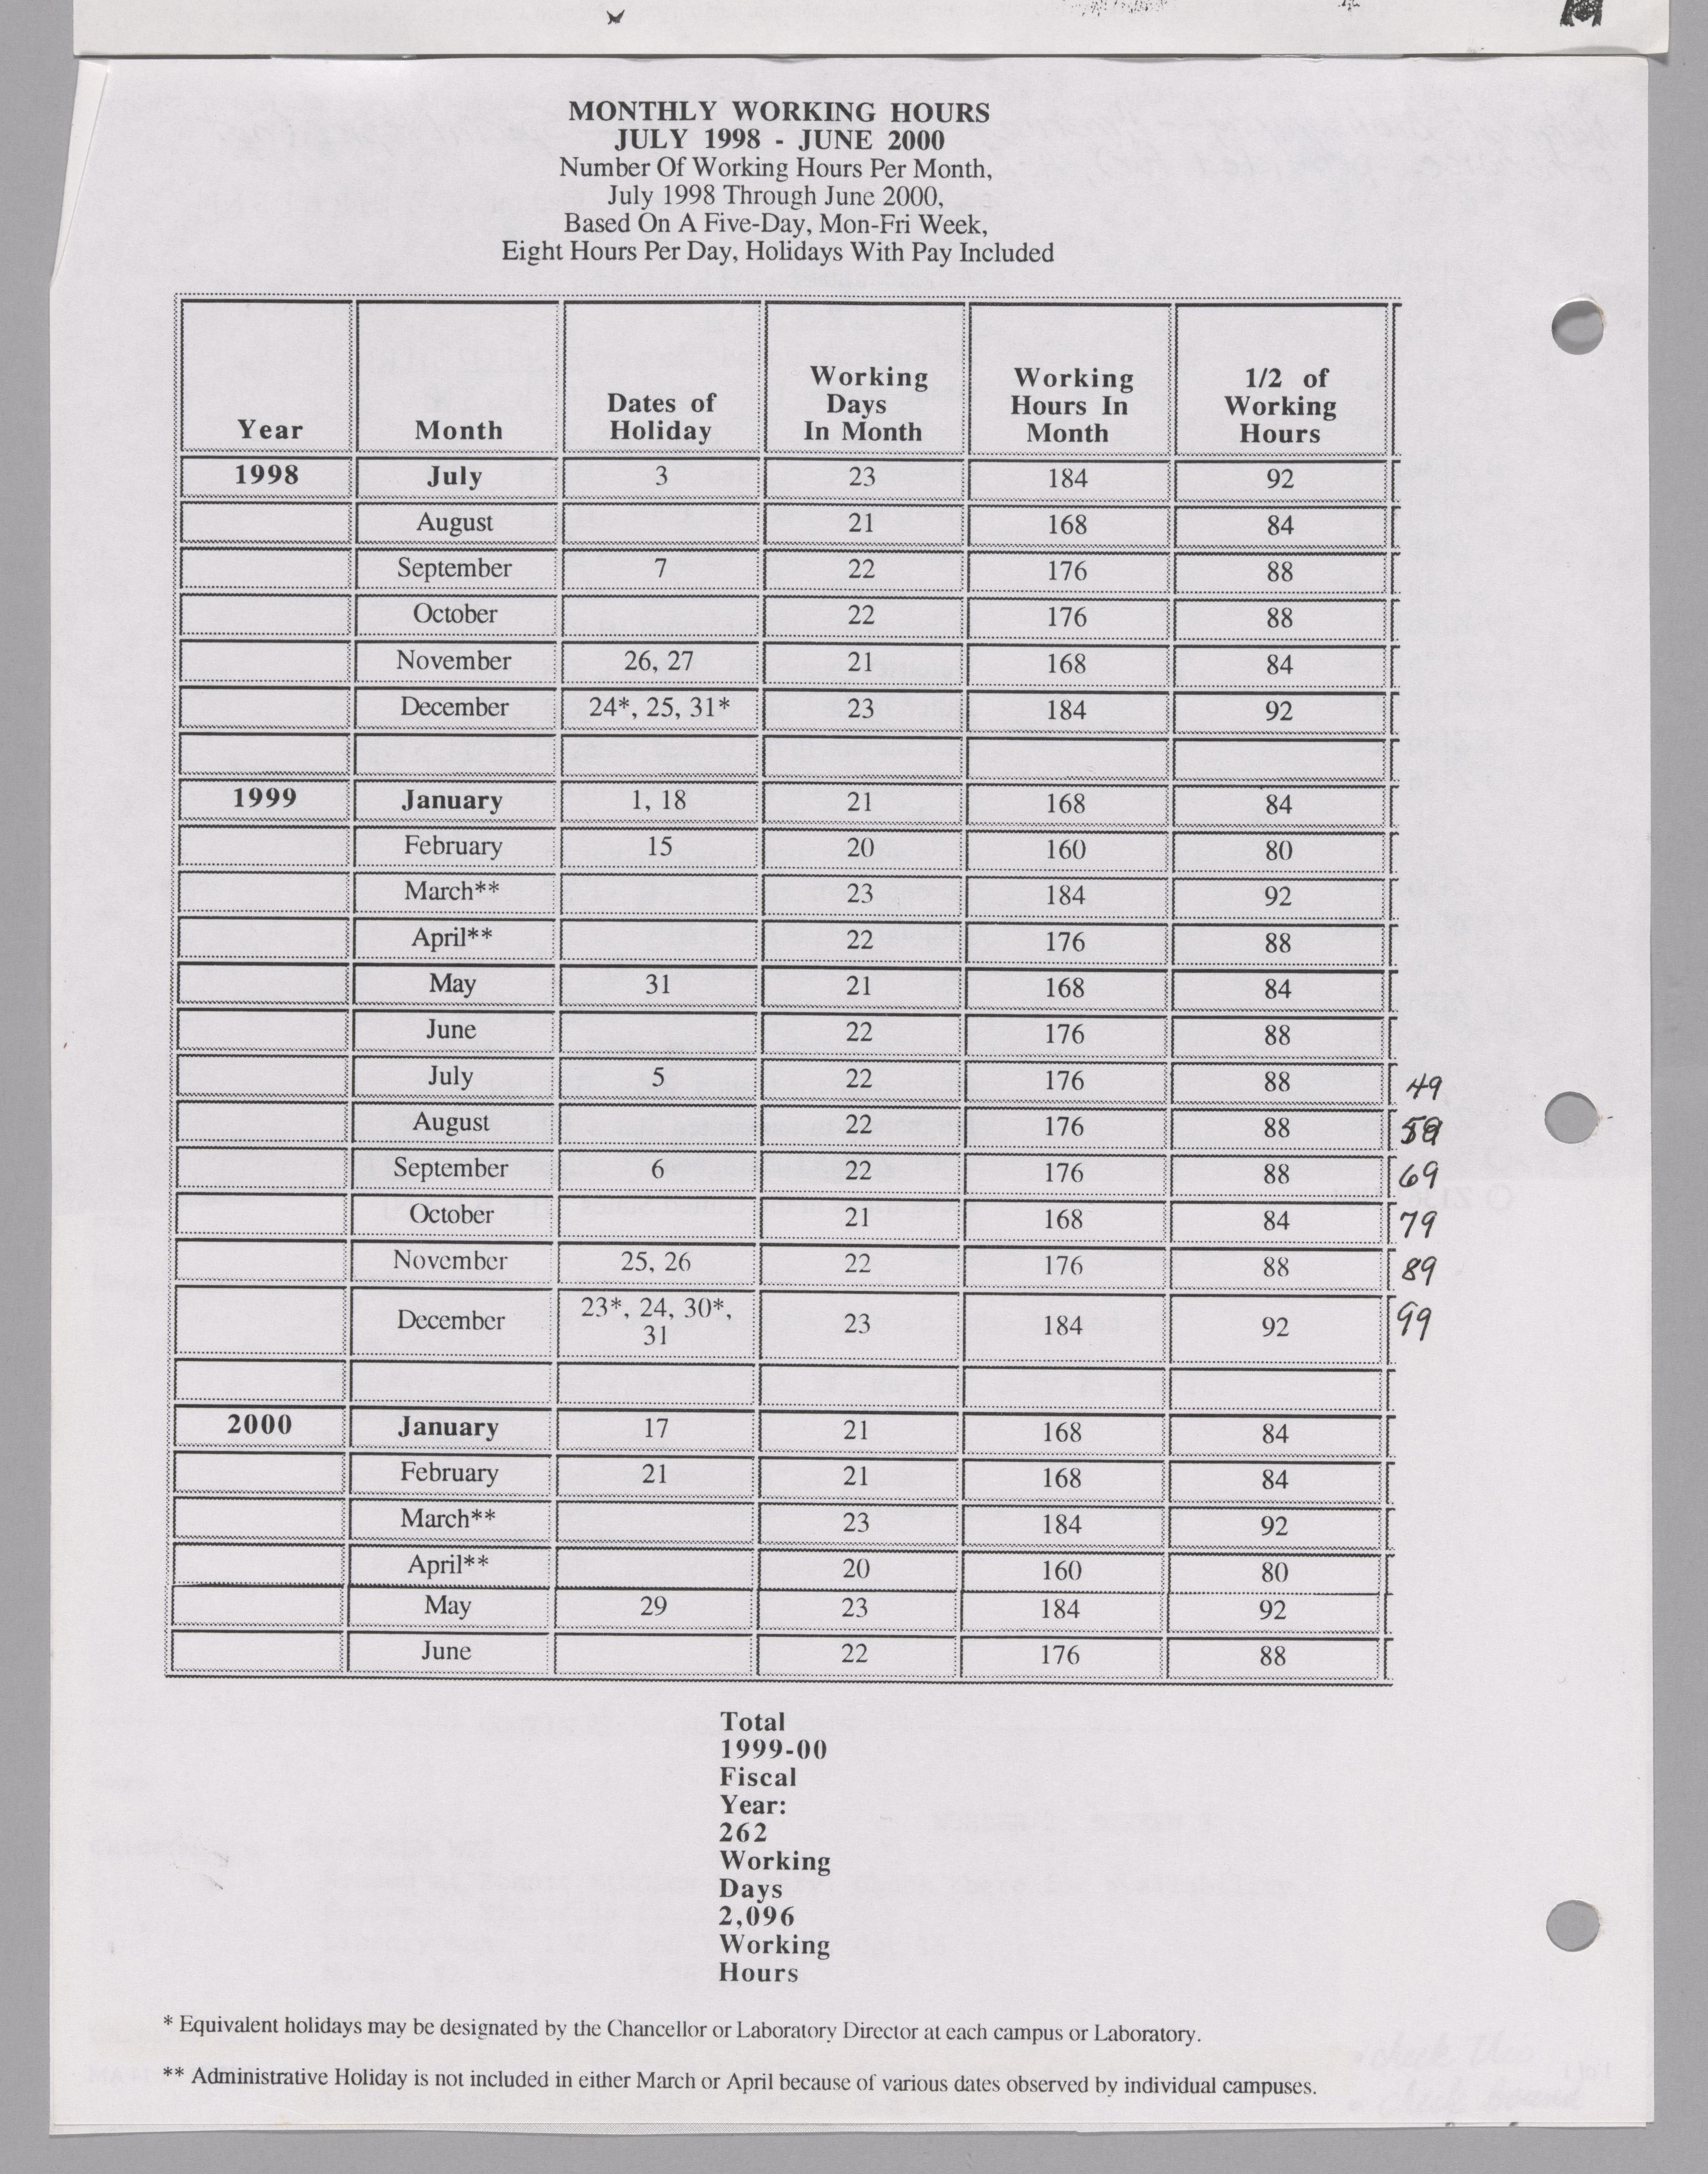 MONTHLY WORKING HOURS
JULY 1998 - JUNE 2000
Number Of Working Hours Per Month,
July 1998 Through June 2000,
Based On A Five-Day, Mon-Fri Week,
Eight Hours Per Day, Holidays With Pay Included
Year Month Dates of Holiday Working Days In Month Working Hours In Month 1/2 of Working Hours
1998 July 3 23 184 92
August 21 168 84
September 7 22 176 88
October 22 176 88
November 26, 27 21 168 84
December 24*, 25, 31* 23 184 92
1999 January 1, 18 21 168 84
February 15 20 160 80
March** 23 184 92
April** 22 176 88
May 31 21 168 84
June 22 176 88
July 5 22 176 88 49
August 22 176 88 59
September 6 22 176 88 69
October 21 168 84 79
November 25, 26 22 176 88 89
December 23*, 24, 30*, 31 23 184 92 99
2000 January 17 21 168 84
February 21 21 168 84
March** 23 184 92
April** 20 160 80
May 29 23 184 92
June 22 176 88
Total
1999-00
Fiscal
Year:
262
Working
Days
2,096
Working
Hours
* Equivalent holidays may be designated by the Chancellor or Laboratory Director at each campus or Laboratory.
** Administrative Holiday is not included in either March or April because of various dates observed by individual campuses.